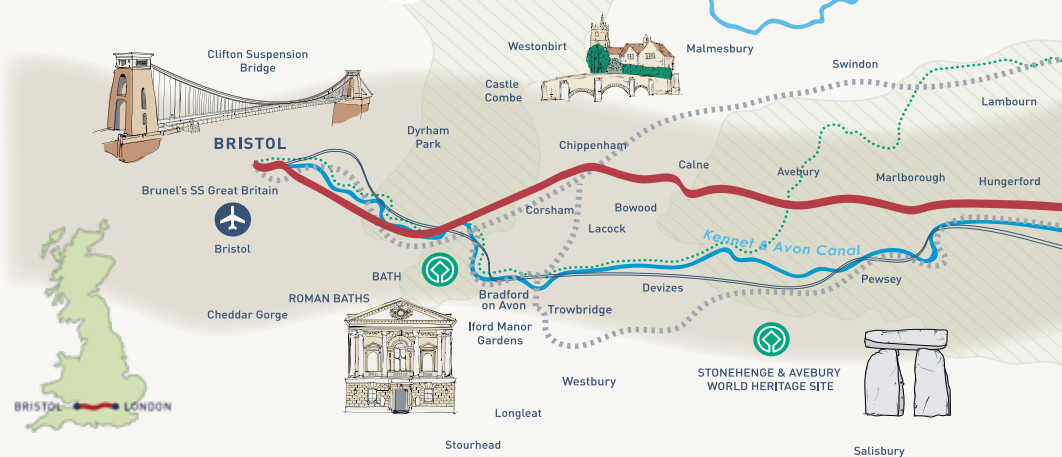 Clifton Suspension
Bridge
Westonbirt
Malmesbury
Swindon
Castle
Combe
Lambourn
Dyrham
Park
BRISTOL
Chippenham
Calne
Avebury
Marlborough
Hungerford
Brunel's SS Great Britain
Corsham
Bowood
Lacock
Bristol
Kennet & Avon Canal
BATH
Pewsey
Devizes
ROMAN BATHS
Bradford
on Avon
Trowbridge
Cheddar Gorge
Iford Manor
Gardens
STONEHENGE & AVEBURY
WORLD HERITAGE SITE
Westbury
BRISTOL
LONDON
Longleat
Stourhead
Salisbury